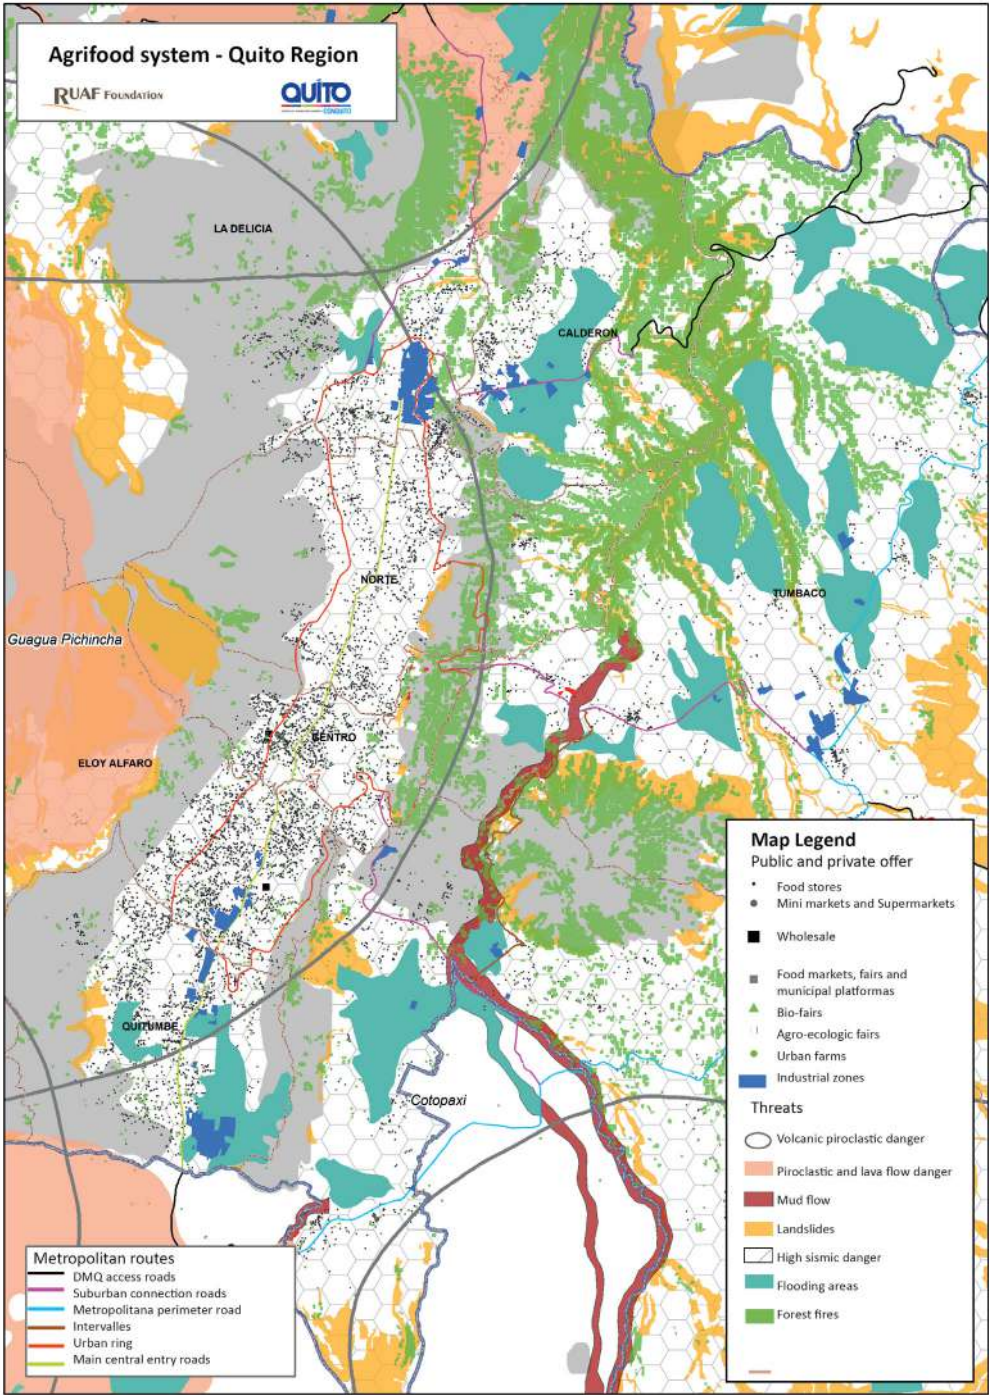 Agrifood system - Quito Region
RUAF FOUNDATION
QUÍTO
CONQUITO
LA DELICIA
CALDERON
NORTE
TUMBACO
Guagua Pichincha
CENTRO
ELOY ALFARO
QUITUMBE
Cotopaxi
Map Legend
Public and private offer
Food stores
Mini markets and Supermarkets
Wholesale
Food markets, fairs and
municipal platformas
Bio-fairs
Agro-ecologic fairs
Urban farms
Industrial zones
Threats
Volcanic piroclastic danger
Piroclastic and lava flow danger
Mud flow
Landslides
High sismic danger
Flooding areas
Forest fires
Metropolitan routes
DMQ access roads
Suburban connection roads
Metropolitana perimeter road
Intervalles
Urban ring
Main central entry roads